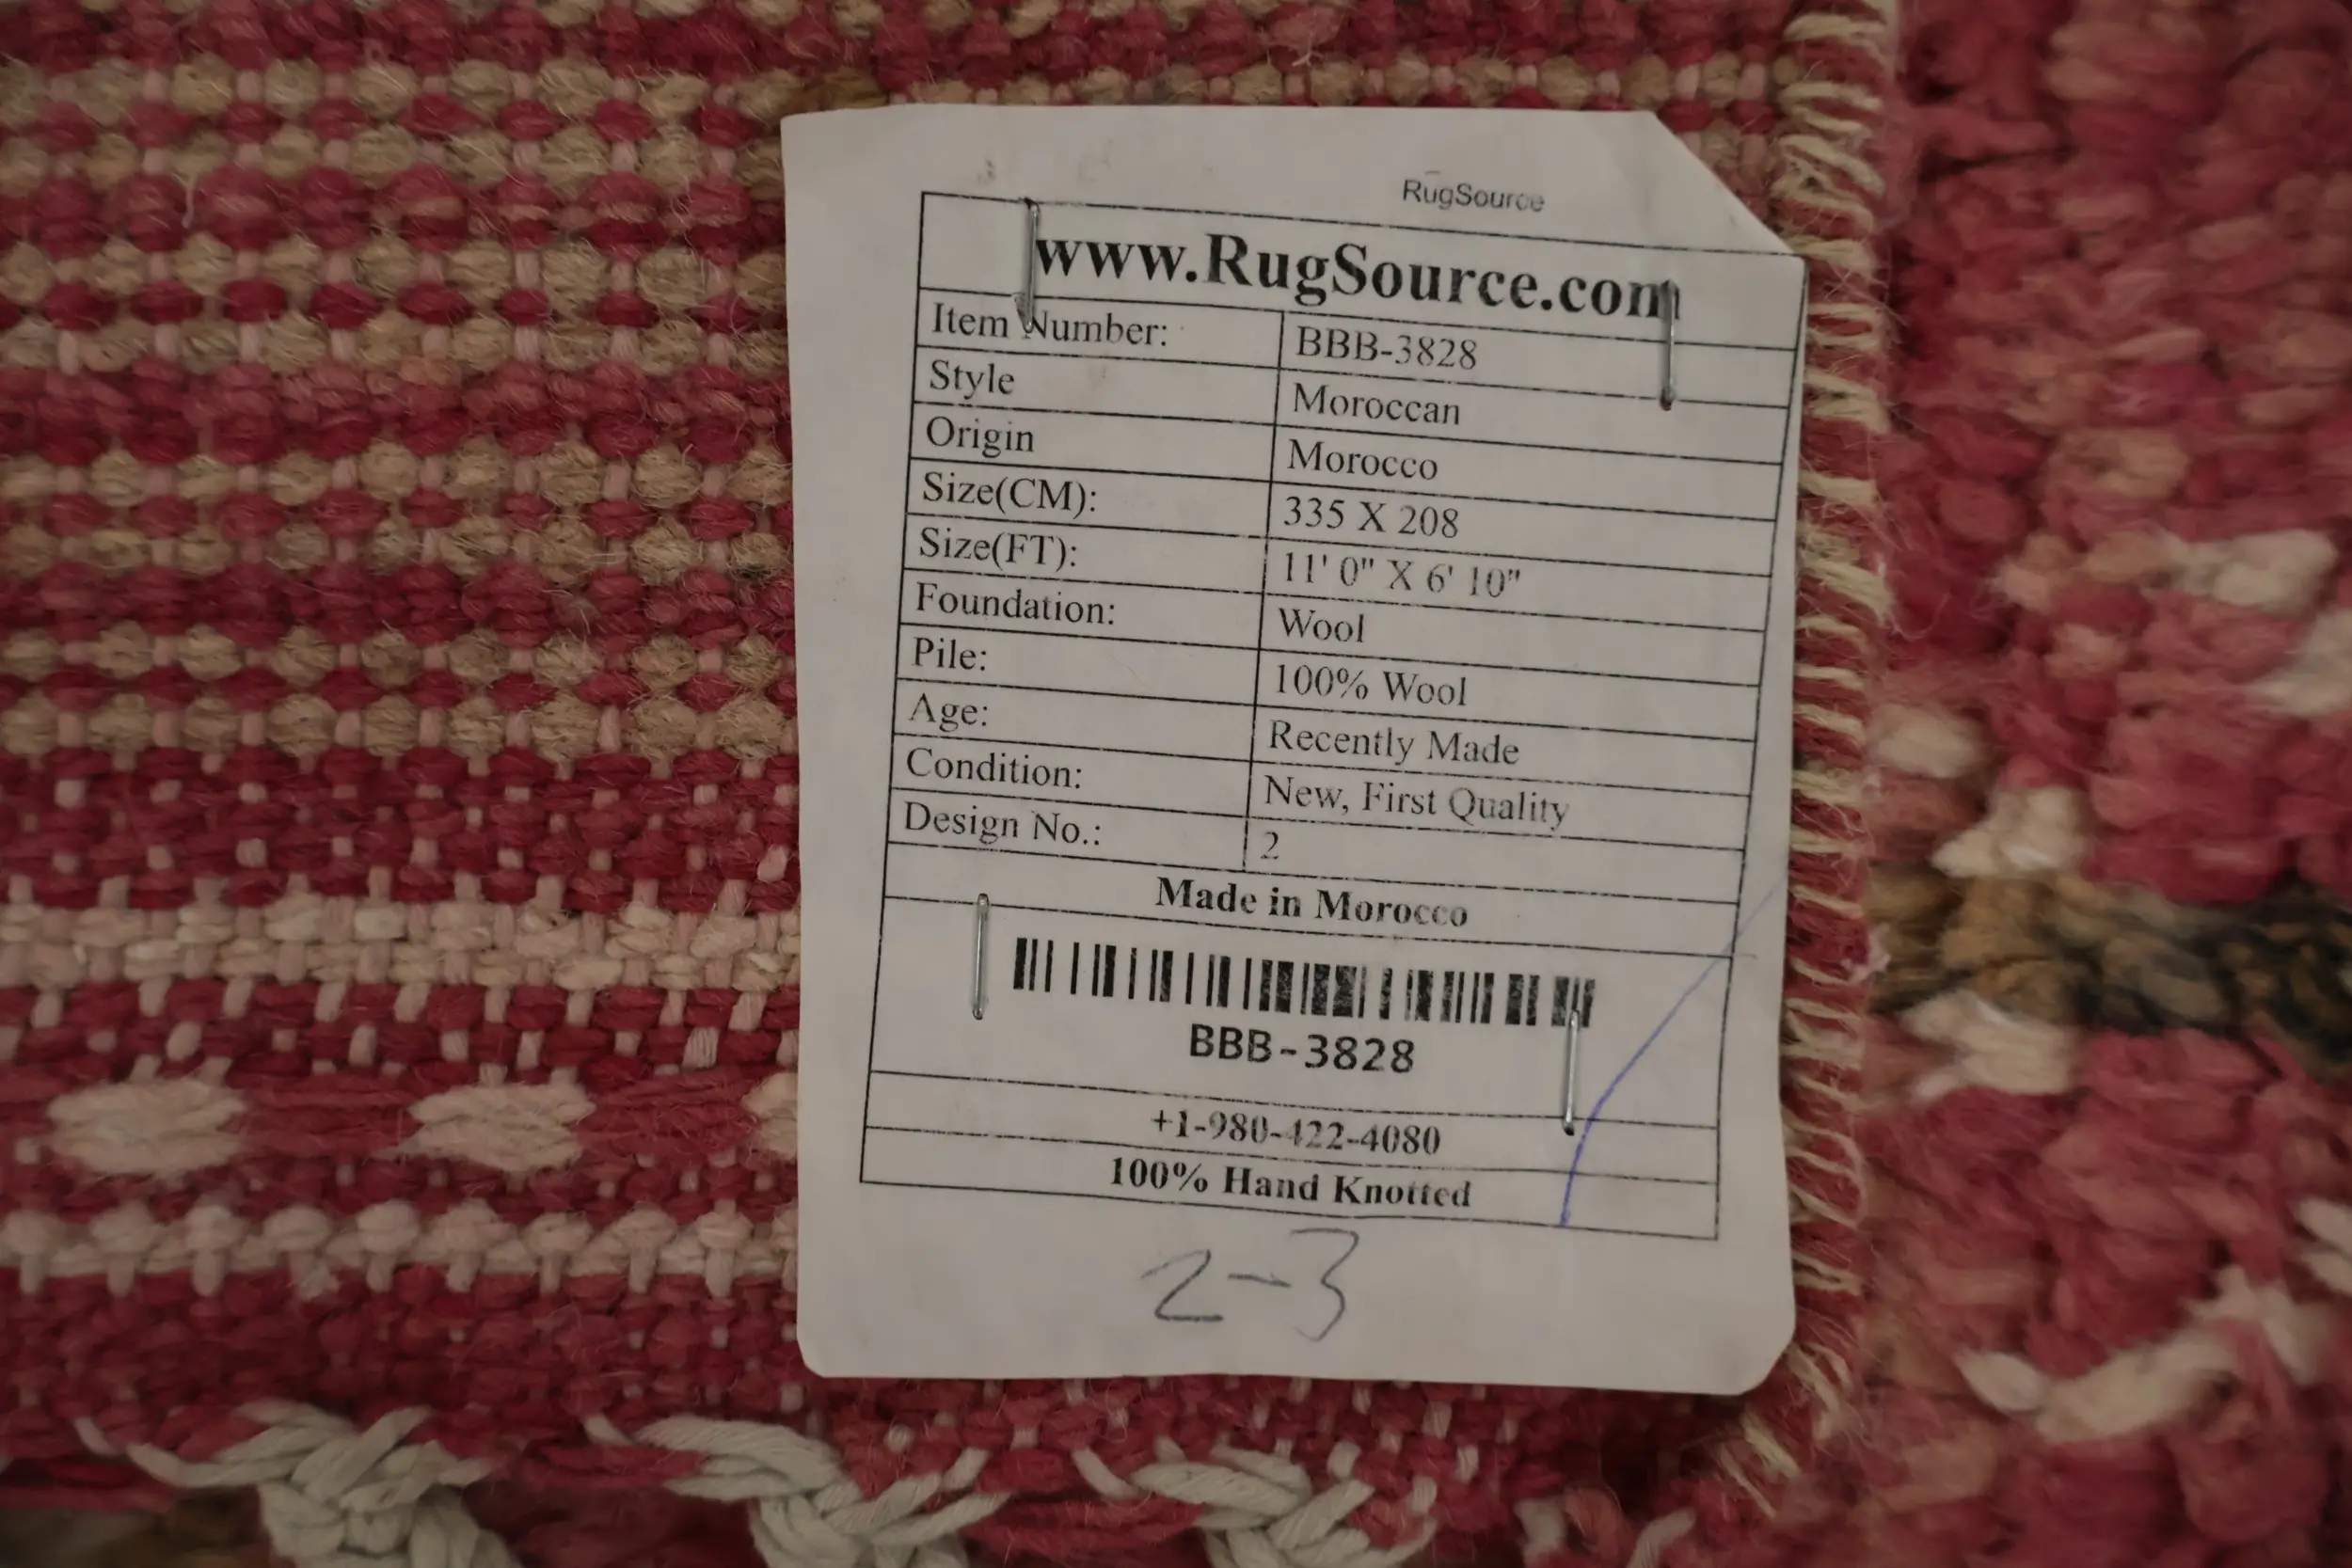 RugSource
www.RugSource.com
Item Number: BBB-3828
Style Moroccan
Origin Morocco
Size(CM): 335 X 208
Size(FT): 11' 0" X 6' 10"
Foundation: Wool
Pile: 100% Wool
Age: Recently Made
Condition: New, First Quality
Design No.: 2
Made in Morocco
BBB-3828
+1-980-422-4080
100% Hand Knotted
2-3